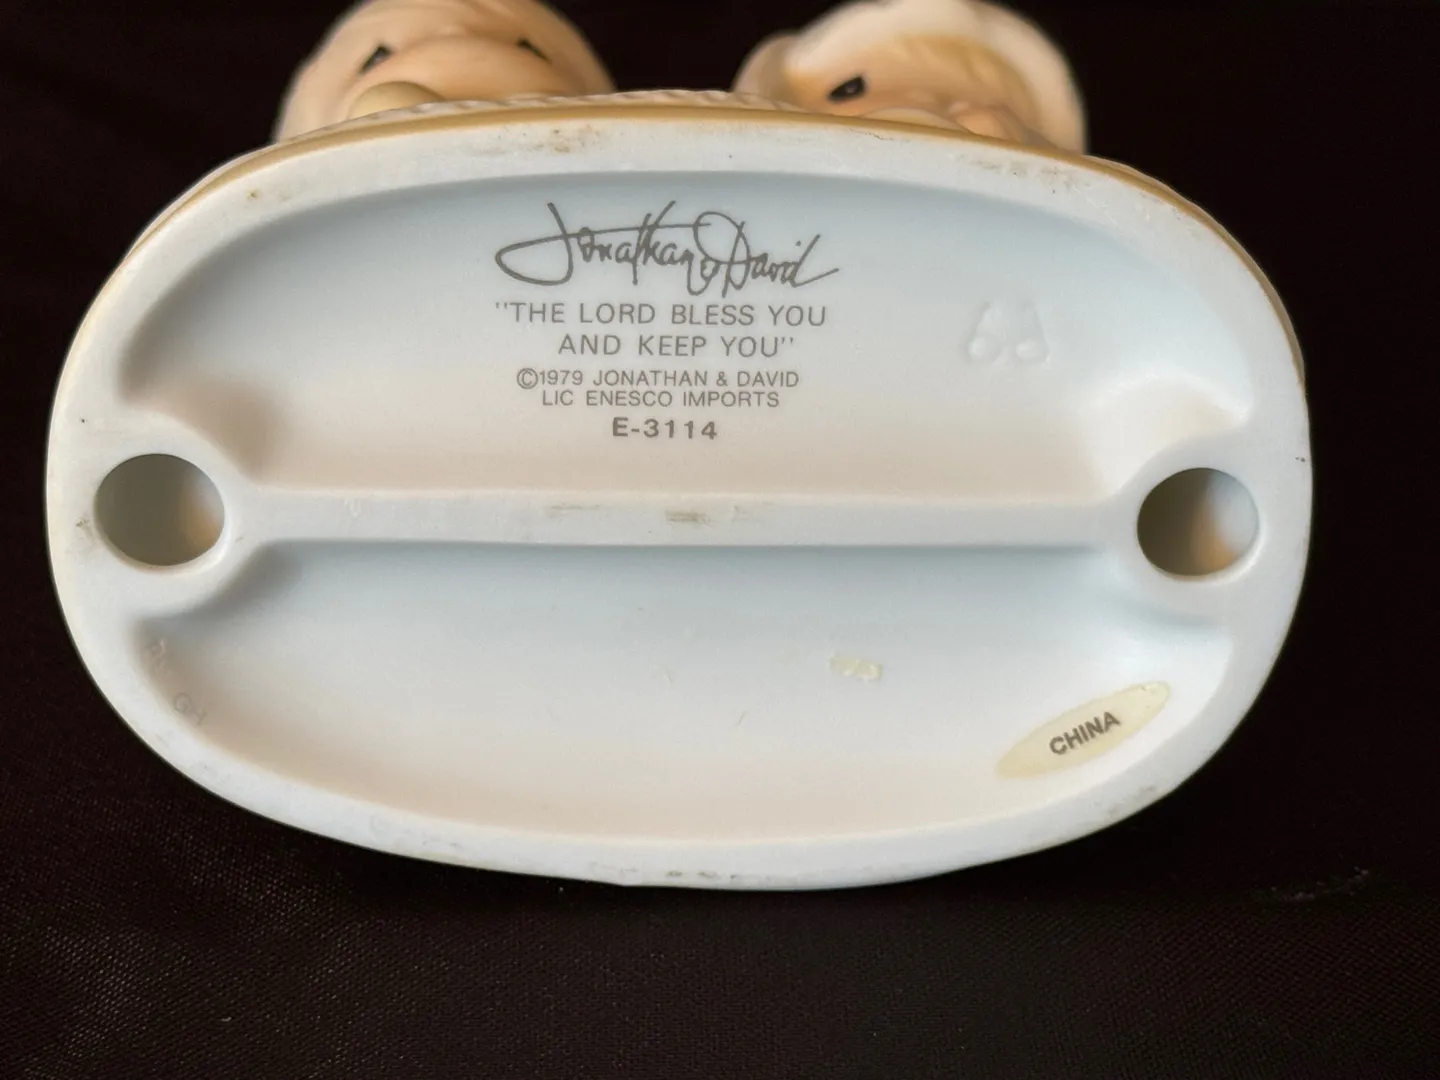 Jonathan & David
"THE LORD BLESS YOU
AND KEEP YOU"
©1979 JONATHAN & DAVID
LIC ENESCO IMPORTS
E-3114
CHINA